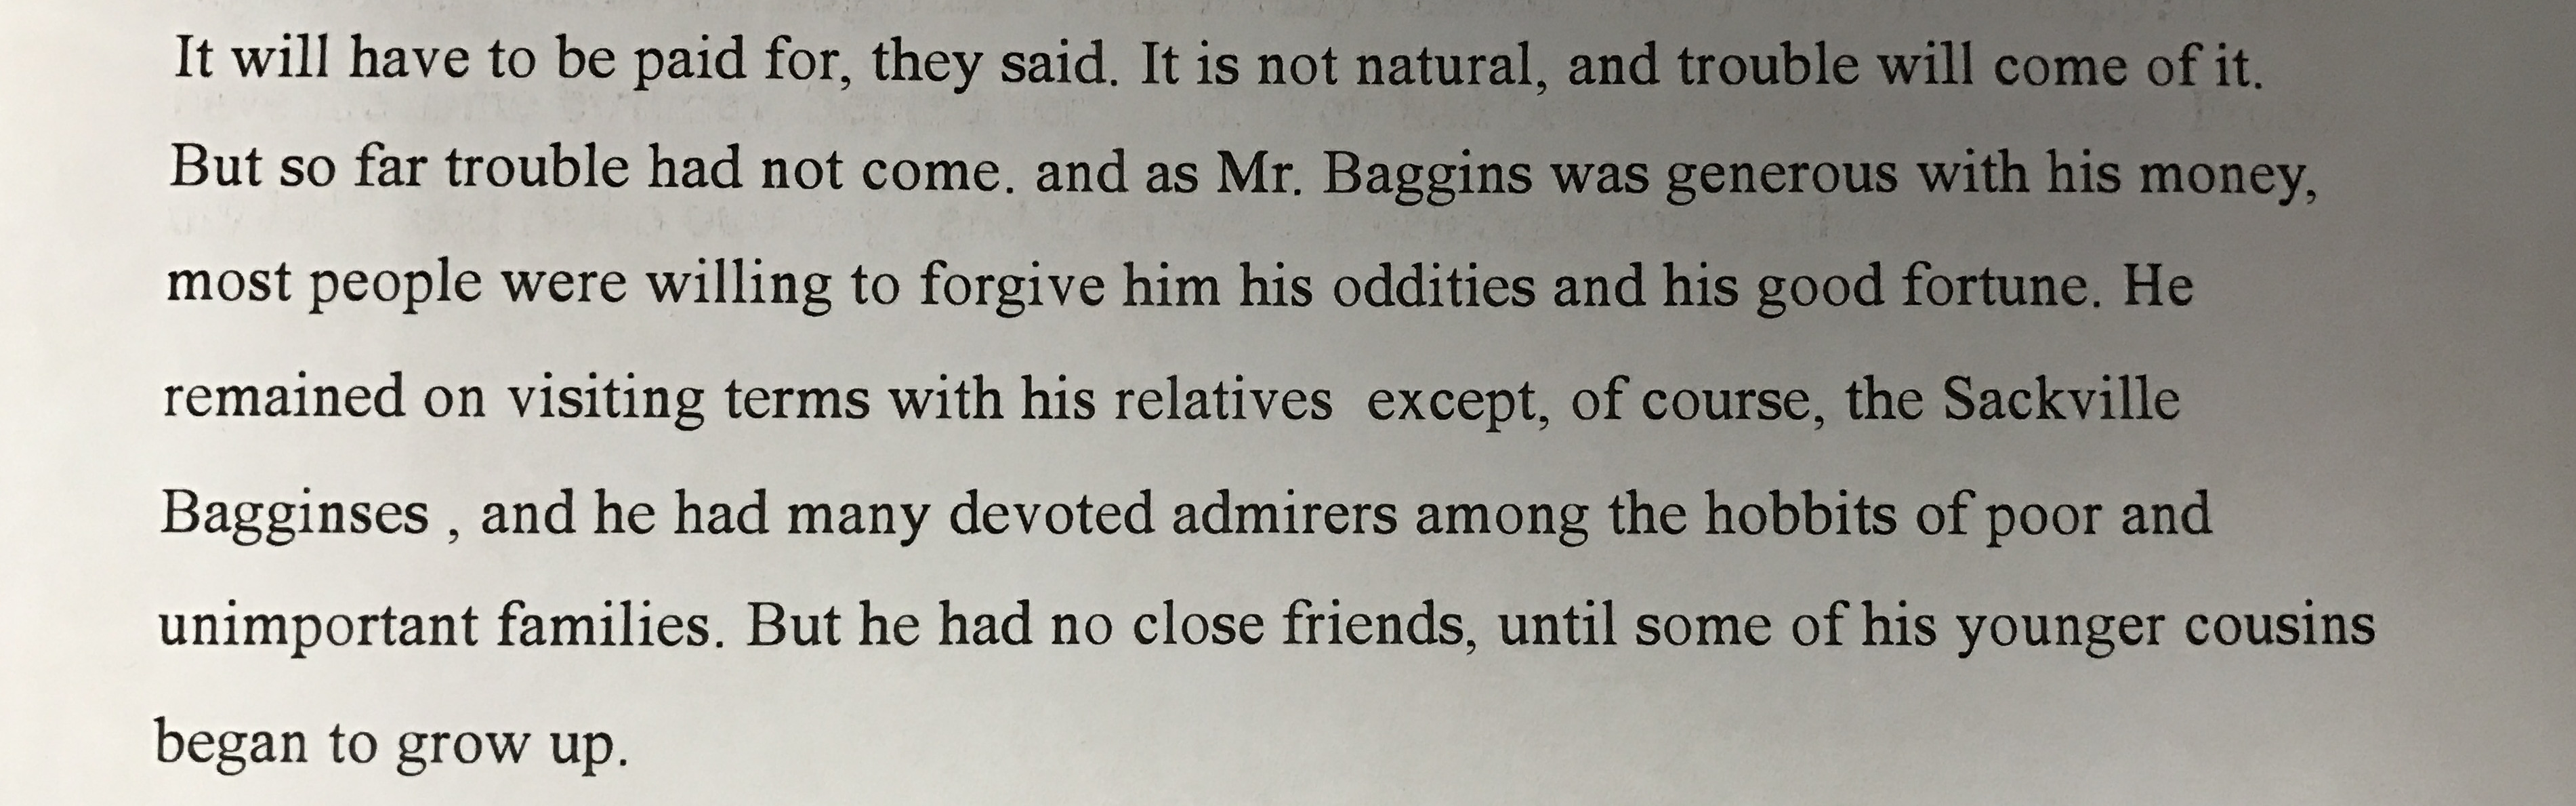 It will have to be paid for, they said. It is not natural, and trouble will come of it.
But so far trouble had not come. and as Mr. Baggins was generous with his money,
most people were willing to forgive him his oddities and his good fortune. He
remained on visiting terms with his relatives  except, of course, the Sackville
Bagginses , and he had many devoted admirers among the hobbits of poor and
unimportant families. But he had no close friends, until some of his younger cousins
began to grow up.